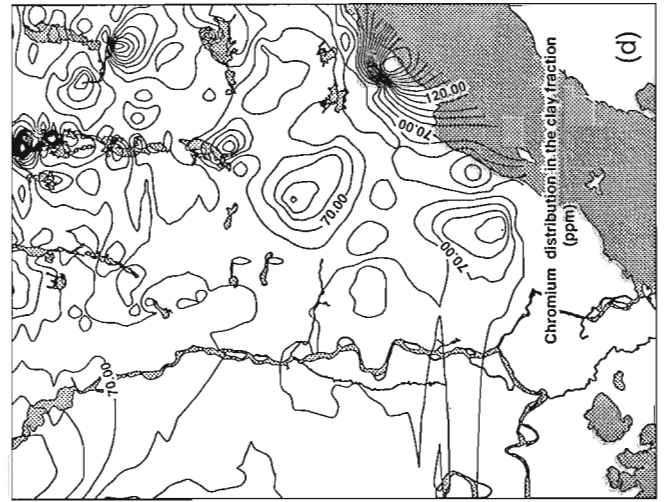 Chromium distribution in the clay fraction
(ppm)
(d)
120.00
70.00
70.00
70.00
70.00